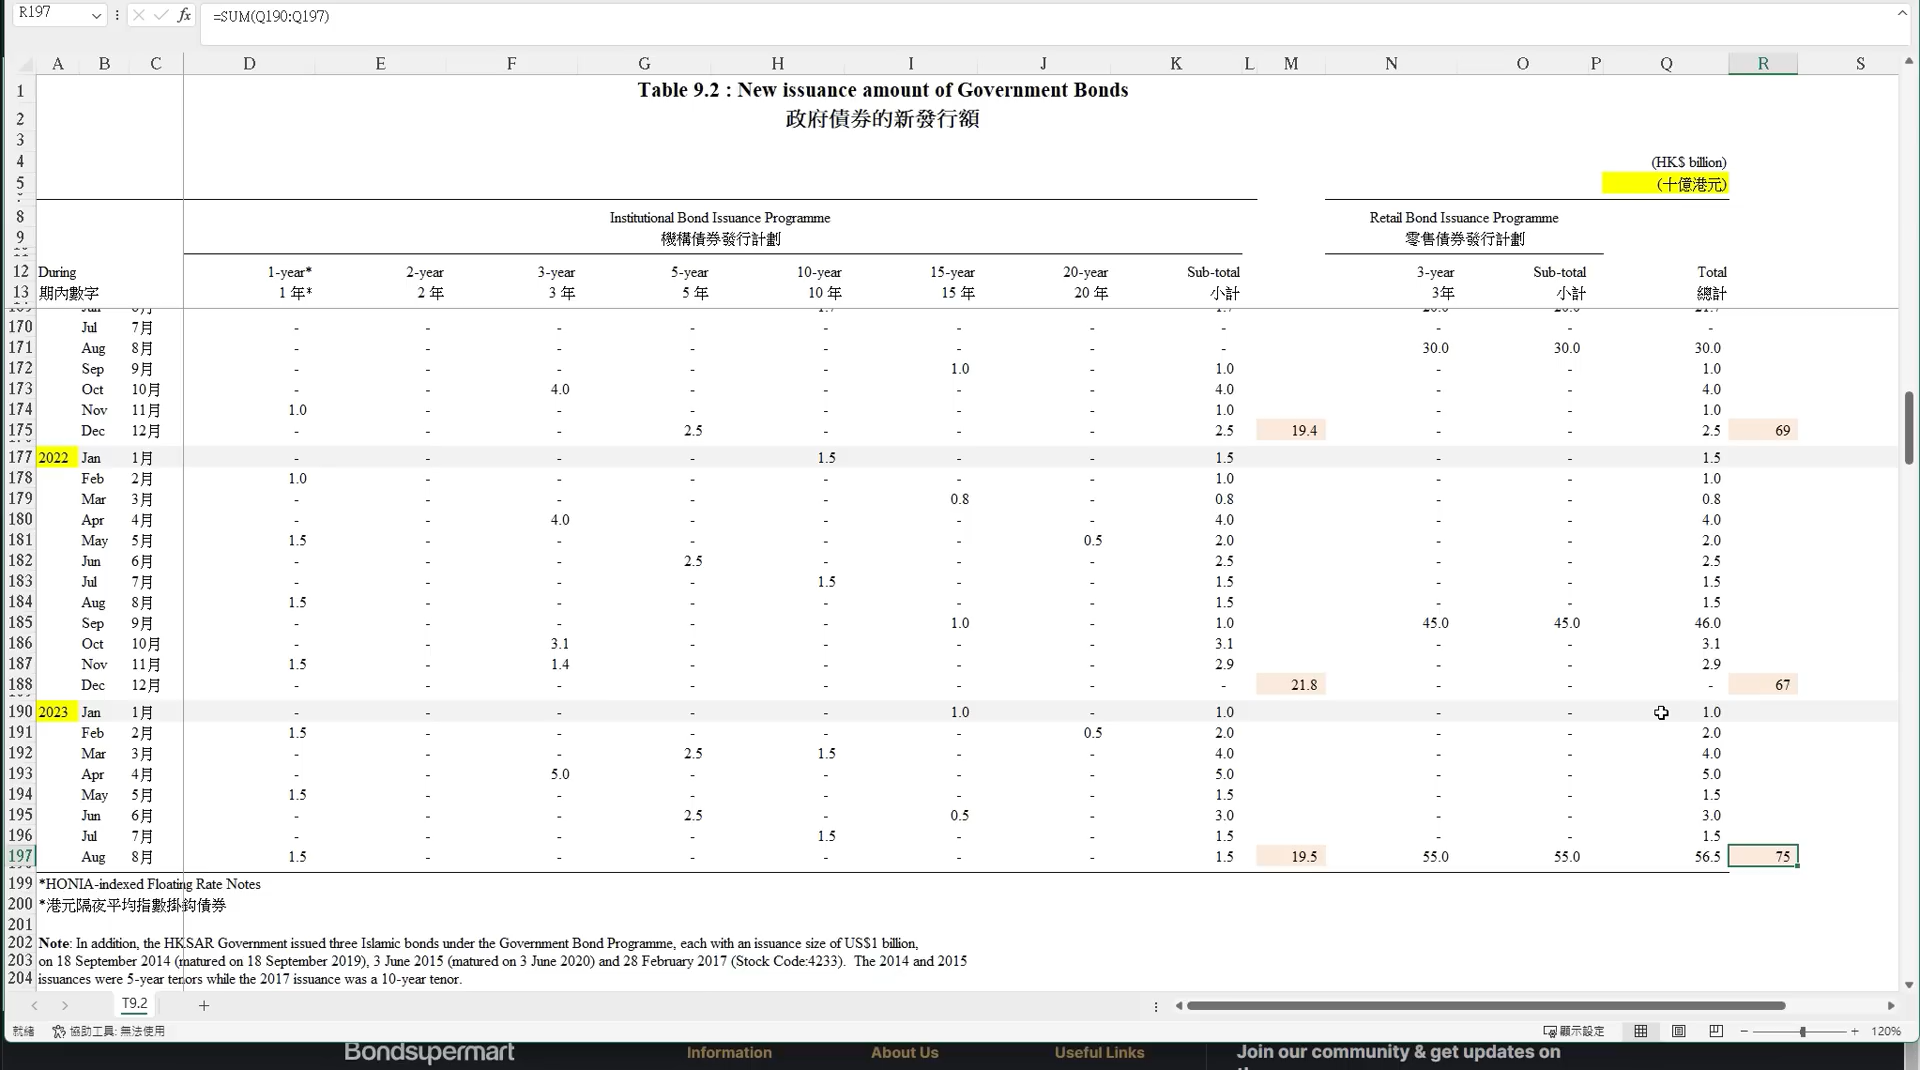 R197 fx =SUM(Q190:Q197)
A B C D E F G H I J K L M N O P Q R S
1 Table 9.2 : New issuance amount of Government Bonds
2 政府債券的新發行額
3
4 (HK$ billion)
5 (十億港元)
8 Institutional Bond Issuance Programme Retail Bond Issuance Programme
9 機構債券發行計劃 零售債券發行計劃
12 During 1-year* 2-year 3-year 5-year 10-year 15-year 20-year Sub-total 3-year Sub-total Total
13 期內數字 1 年* 2 年 3 年 5 年 10 年 15 年 20 年 小計 3年 小計 總計
170 Jul 7月 - - - - - - - - - - -
171 Aug 8月 - - - - - - - - 30.0 30.0 30.0
172 Sep 9月 - - - - - 1.0 - 1.0 - - 1.0
173 Oct 10月 - - 4.0 - - - - 4.0 - - 4.0
174 Nov 11月 1.0 - - - - - - 1.0 - - 1.0
175 Dec 12月 - - - 2.5 - - - 2.5 19.4 - - 2.5 69
177 2022 Jan 1月 - - - - 1.5 - - 1.5 - - 1.5
178 Feb 2月 1.0 - - - - - - 1.0 - - 1.0
179 Mar 3月 - - - - - 0.8 - 0.8 - - 0.8
180 Apr 4月 - - 4.0 - - - - 4.0 - - 4.0
181 May 5月 1.5 - - - - - 0.5 2.0 - - 2.0
182 Jun 6月 - - - 2.5 - - - 2.5 - - 2.5
183 Jul 7月 - - - - 1.5 - - 1.5 - - 1.5
184 Aug 8月 1.5 - - - - - - 1.5 - - 1.5
185 Sep 9月 - - - - - 1.0 - 1.0 45.0 45.0 46.0
186 Oct 10月 - - 3.1 - - - - 3.1 - - 3.1
187 Nov 11月 1.5 - 1.4 - - - - 2.9 - - 2.9
188 Dec 12月 - - - - - - - - 21.8 - - - 67
190 2023 Jan 1月 - - - - - 1.0 - 1.0 - - 1.0
191 Feb 2月 1.5 - - - - - 0.5 2.0 - - 2.0
192 Mar 3月 - - - 2.5 1.5 - - 4.0 - - 4.0
193 Apr 4月 - - 5.0 - - - - 5.0 - - 5.0
194 May 5月 1.5 - - - - - - 1.5 - - 1.5
195 Jun 6月 - - - 2.5 - 0.5 - 3.0 - - 3.0
196 Jul 7月 - - - - 1.5 - - 1.5 - - 1.5
197 Aug 8月 1.5 - - - - - - 1.5 19.5 55.0 55.0 56.5 75
199 *HONIA-indexed Floating Rate Notes
200 *港元隔夜平均指數掛鈎債券
201
202 Note: In addition, the HKSAR Government issued three Islamic bonds under the Government Bond Programme, each with an issuance size of US$1 billion,
203 on 18 September 2014 (matured on 18 September 2019), 3 June 2015 (matured on 3 June 2020) and 28 February 2017 (Stock Code:4233). The 2014 and 2015
204 issuances were 5-year tenors while the 2017 issuance was a 10-year tenor.
T9.2
就緒 協助工具: 無法使用 顯示設定 120%
Bondsupermart Information About Us Useful Links Join our community & get updates on